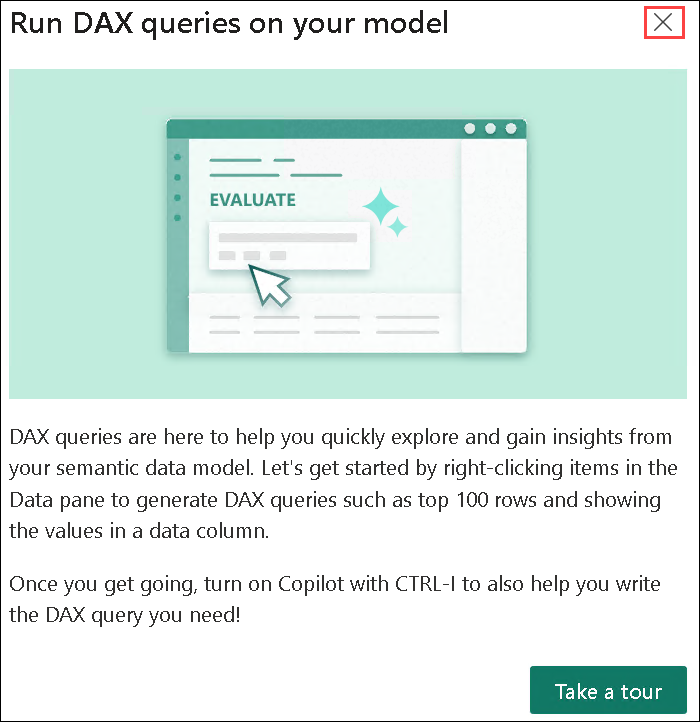 Run DAX queries on your model
EVALUATE
DAX queries are here to help you quickly explore and gain insights from
your semantic data model. Let's get started by right-clicking items in the
Data pane to generate DAX queries such as top 100 rows and showing
the values in a data column.
Once you get going, turn on Copilot with CTRL-I to also help you write
the DAX query you need!
Take a tour